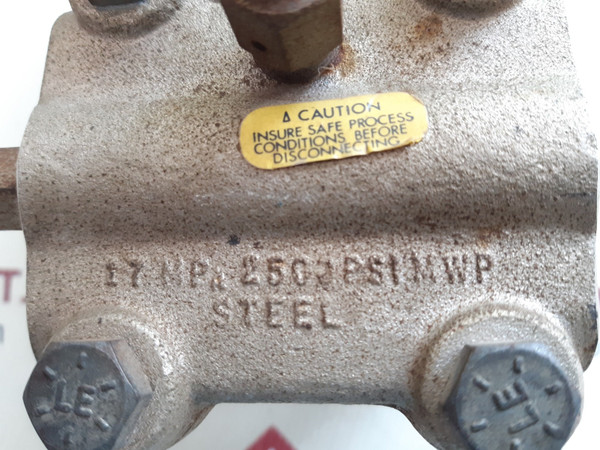 Δ CAUTION
INSURE SAFE PROCESS
CONDITIONS BEFORE
DISCONNECTING
17 MPa 2500 PSI MWP
STEEL
LE
LE